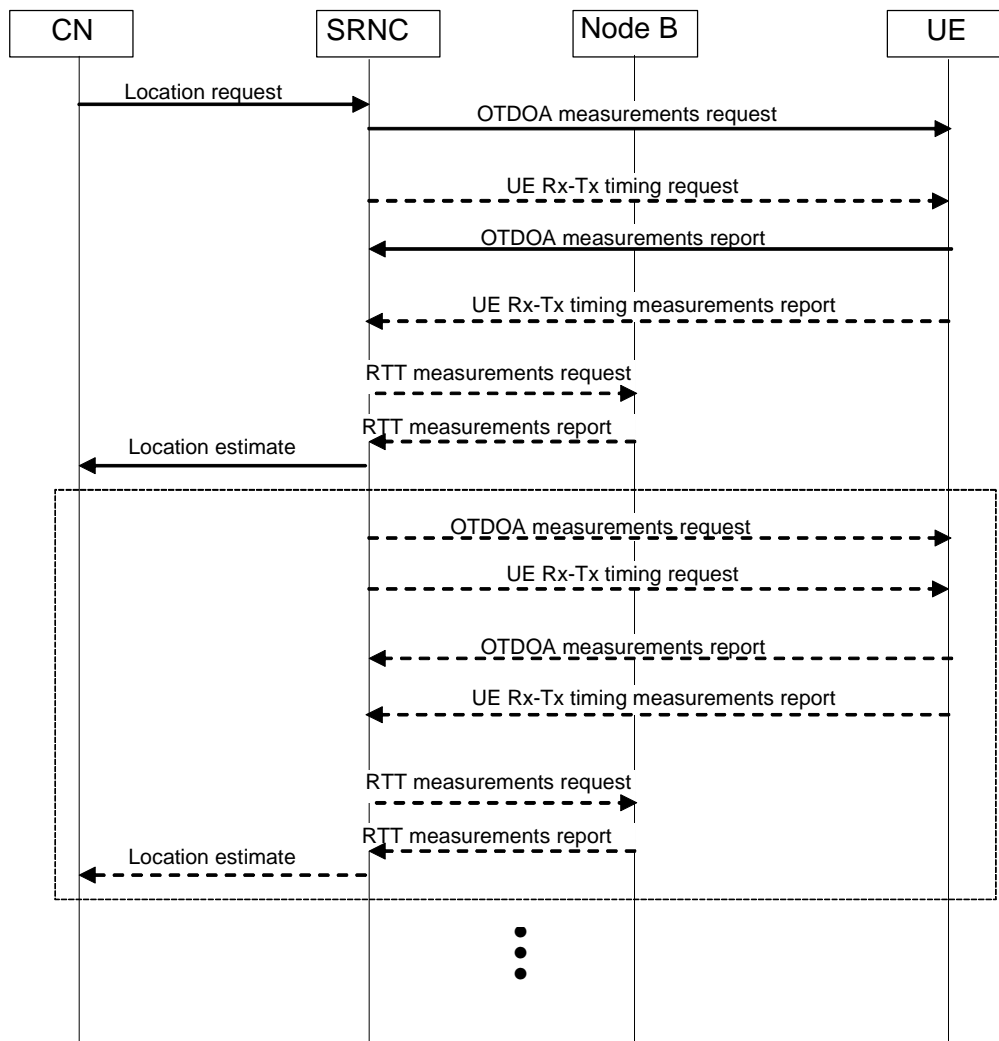 CN
SRNC
Node B
UE
Location request
OTDOA measurements request
UE Rx-Tx timing request
OTDOA measurements report
UE Rx-Tx timing measurements report
RTT measurements request
RTT measurements report
Location estimate
OTDOA measurements request
UE Rx-Tx timing request
OTDOA measurements report
UE Rx-Tx timing measurements report
RTT measurements request
RTT measurements report
Location estimate